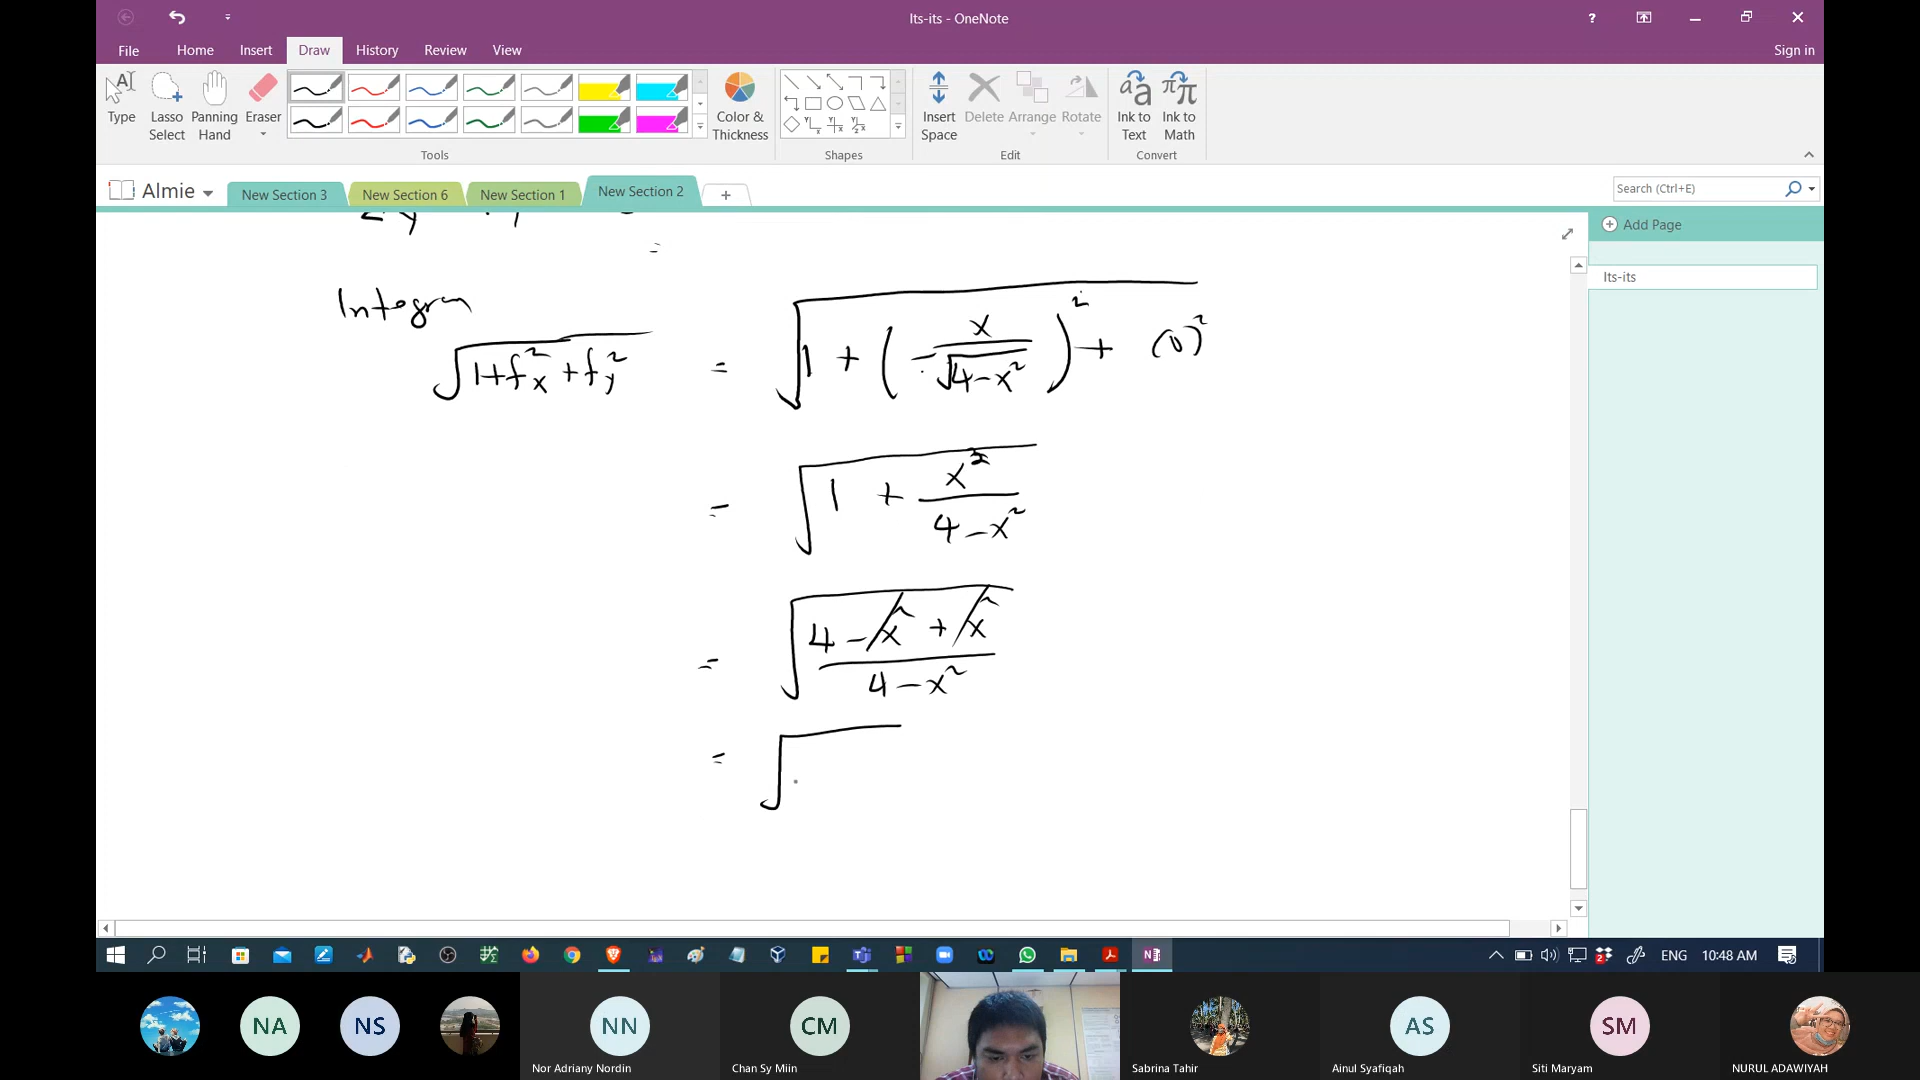 Its-its - OneNote
?
File Home Insert Draw History Review View Sign in
Type Lasso Select Panning Hand Eraser Color & Thickness Insert Space Delete Arrange Rotate Ink to Text Ink to Math
Tools Shapes Edit Convert
Almie New Section 3 New Section 6 New Section 1 New Section 2 + Search (Ctrl+E)
Add Page
Its-its
=
Integran
√(1+f_x² + f_y²) = √(1 + (-x/√(4-x²))² + (0)²)
= √(1 + x²/(4-x²))
= √((4-x²+x²)/(4-x²))
= √
ENG 10:48 AM
NA NS NN CM AS SM
Nor Adriany Nordin Chan Sy Miin Sabrina Tahir Ainul Syafiqah Siti Maryam NURUL ADAWIYAH